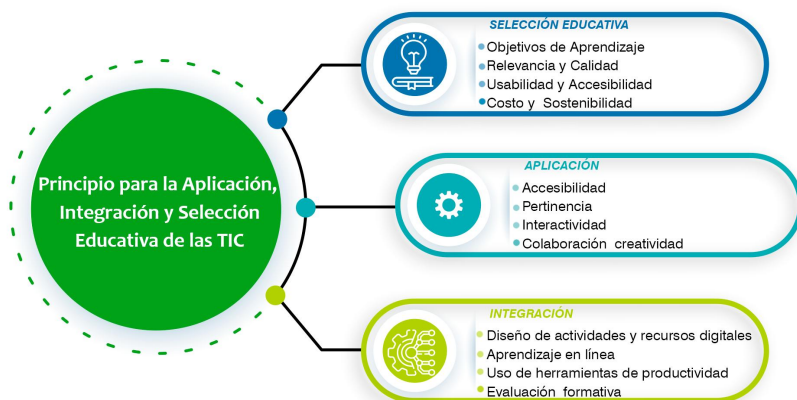 Principio para la Aplicación,
Integración y Selección
Educativa de las TIC
SELECCIÓN EDUCATIVA
Objetivos de Aprendizaje
Relevancia y Calidad
Usabilidad y Accesibilidad
Costo y Sostenibilidad
APLICACIÓN
Accesibilidad
Pertinencia
Interactividad
Colaboración creatividad
INTEGRACIÓN
Diseño de actividades y recursos digitales
Aprendizaje en línea
Uso de herramientas de productividad
Evaluación formativa